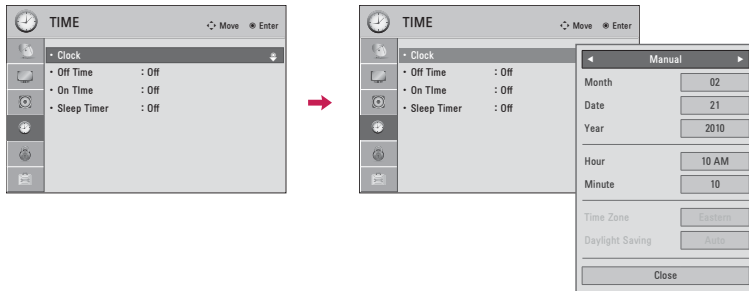 TIME
Move Enter
• Clock
• Off Time : Off
• On TIme : Off
• Sleep Timer : Off
TIME
Move Enter
• Clock
• Off Time : Off
• On TIme : Off
• Sleep Timer : Off
◄ Manual ►
Month 02
Date 21
Year 2010
Hour 10 AM
Minute 10
Time Zone Eastern
Daylight Saving Auto
Close